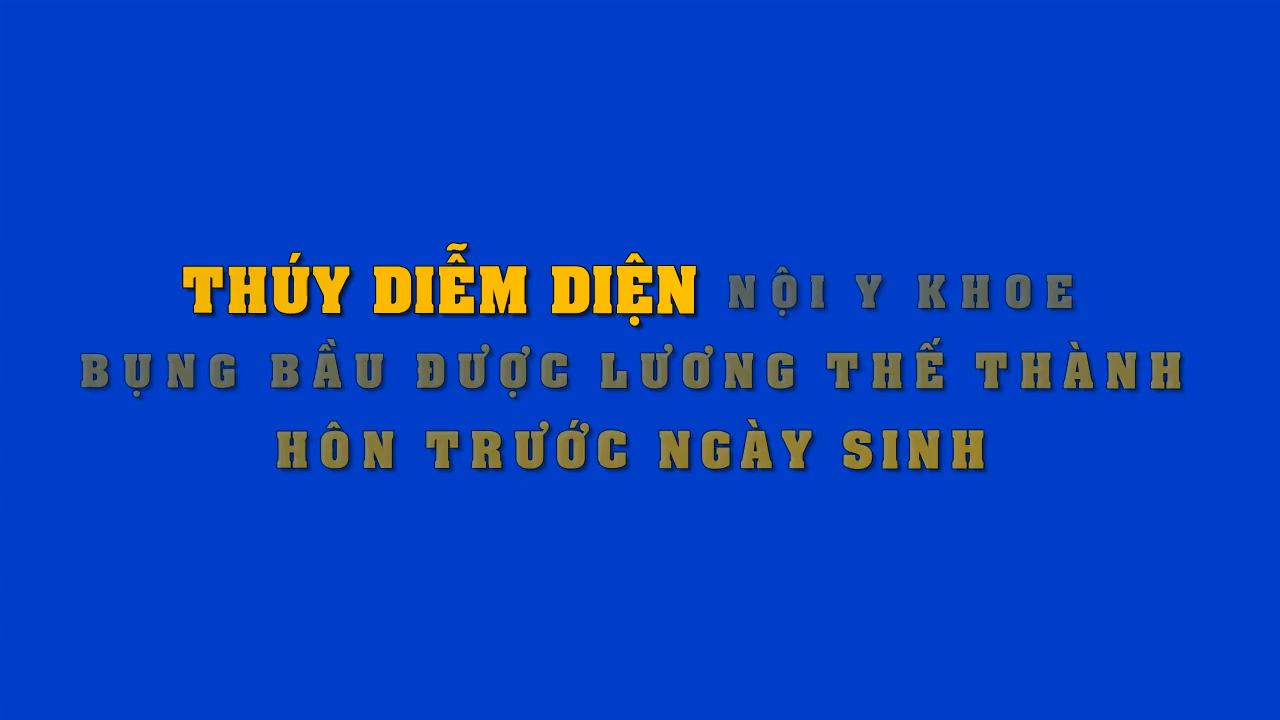 THÚY DIỄM DIỆN NỘI Y KHOE
BỤNG BẦU ĐƯỢC LƯƠNG THẾ THÀNH
HÔN TRƯỚC NGÀY SINH